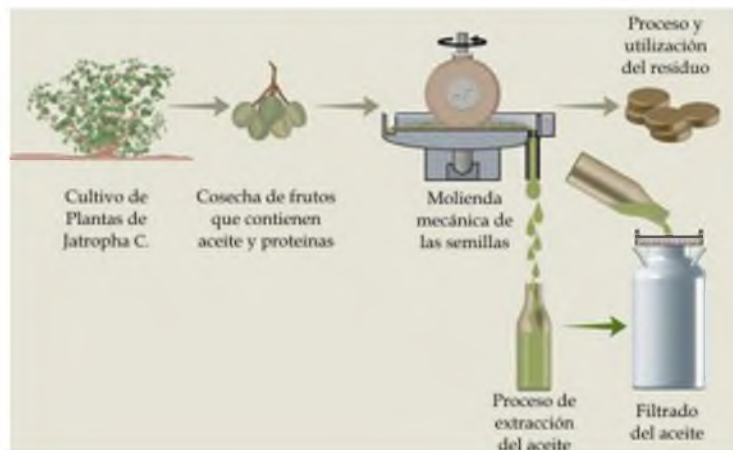 Proceso y
utilización
del residuo
Cultivo de
Plantas de
Jatropha C.
Cosecha de frutos
que contienen
aceite y proteinas
Molienda
mecánica de
las semillas
Proceso de
extracción
del aceite
Filtrado
del aceite